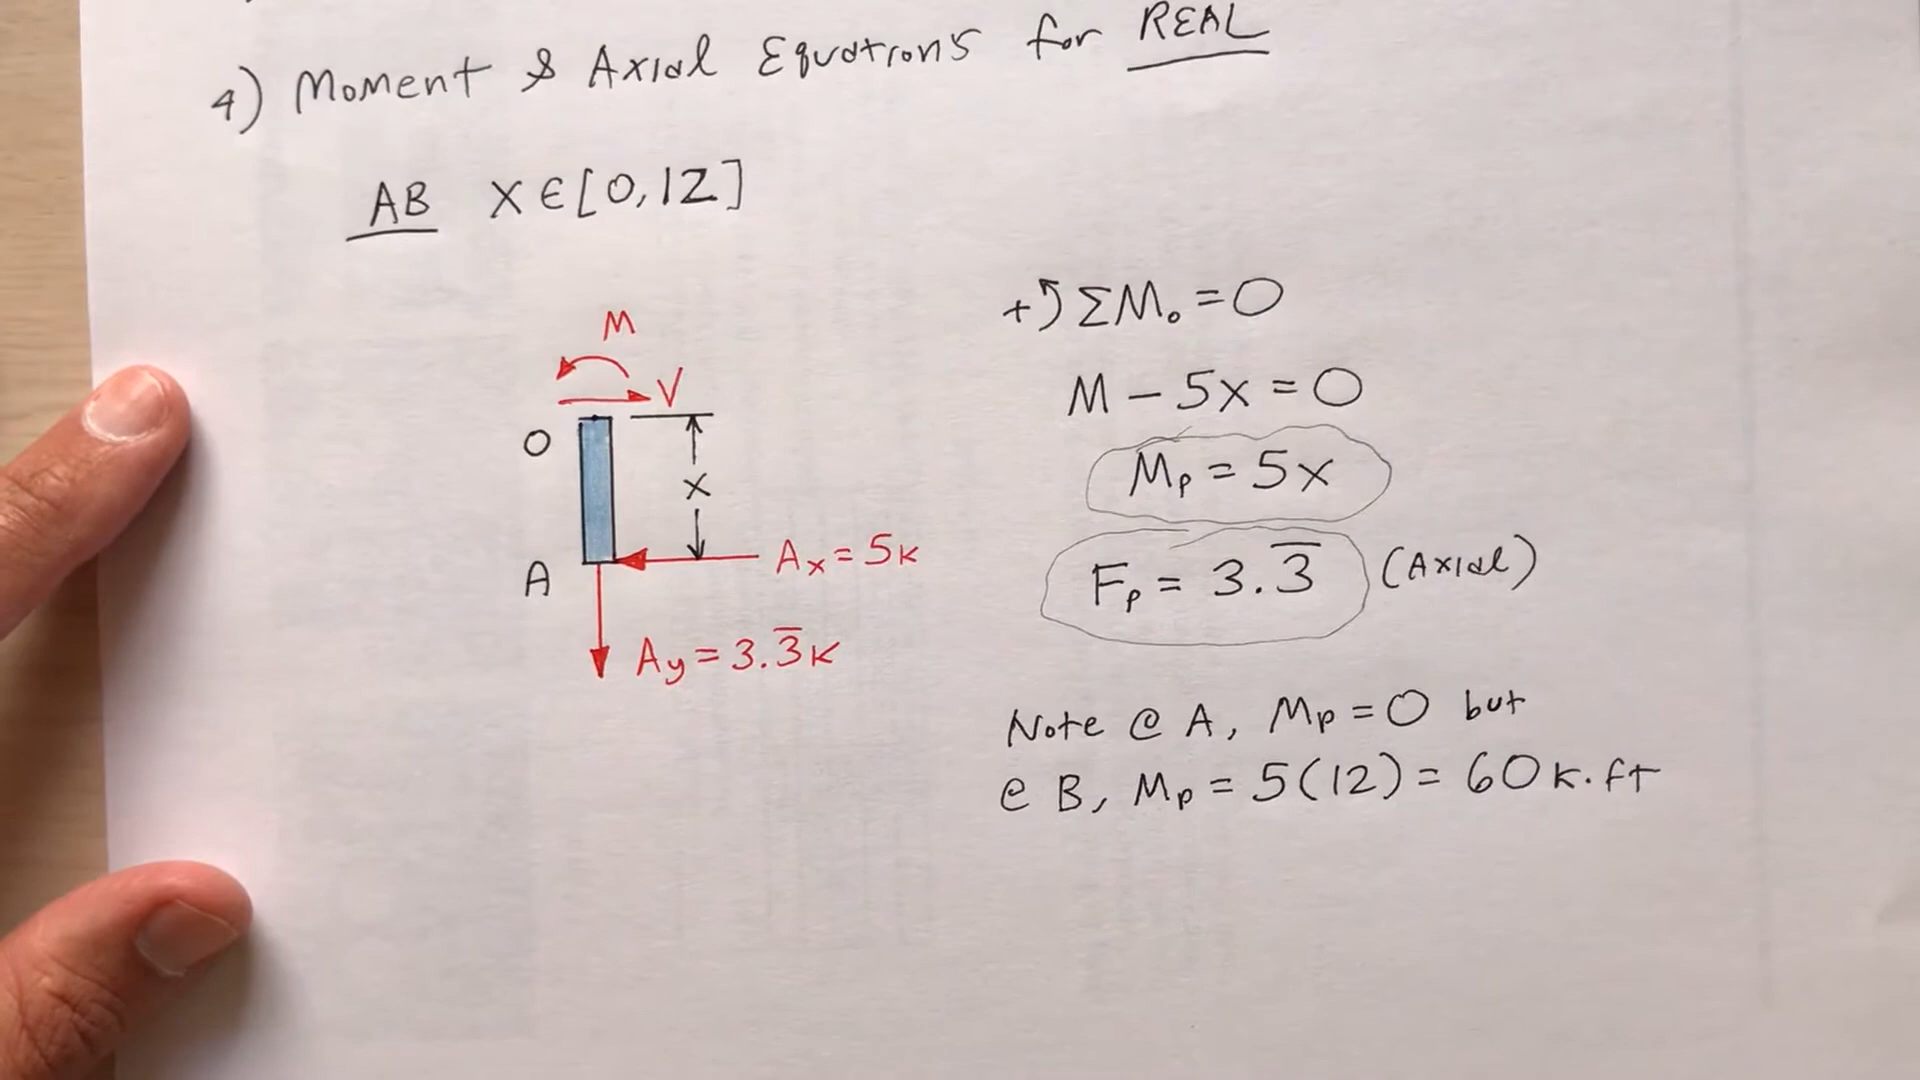 4) Moment & Axial Equations for REAL
AB X ∈ [0,12]
M
V
O
X
A
Ax = 5k
Ay = 3.3̅k
+↺ ΣMo = 0
M - 5x = 0
Mp = 5x
Fp = 3.3̅ (Axial)
Note @ A, Mp = 0 but
@ B, Mp = 5(12) = 60 k.ft